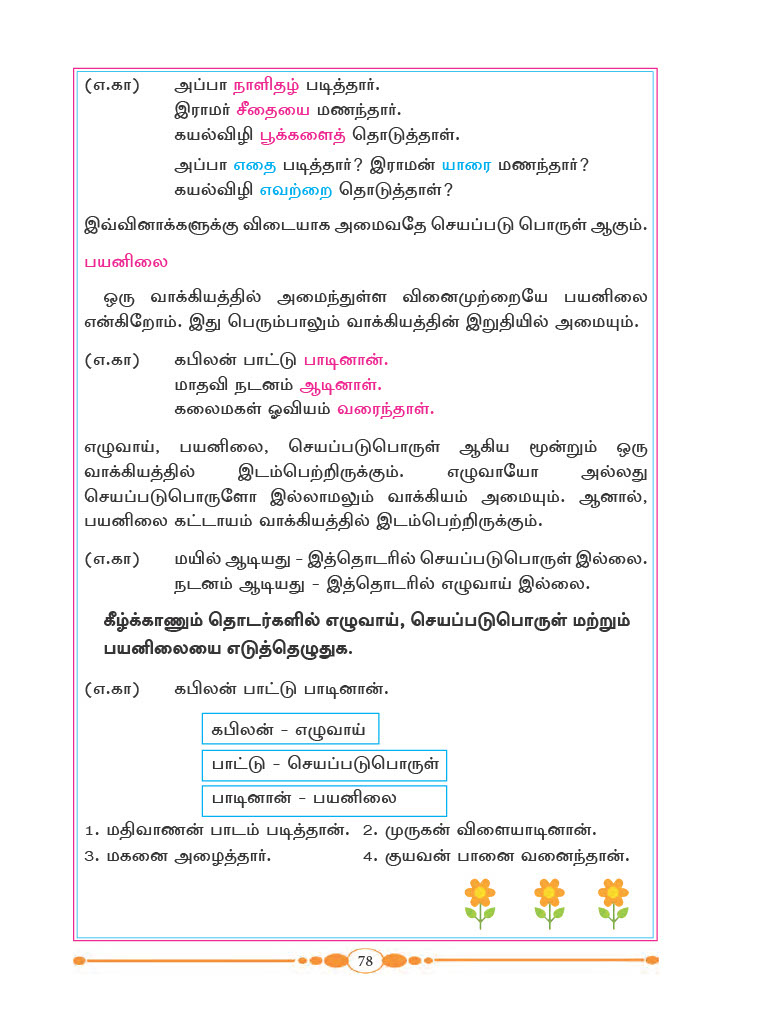 (எ.கா) அப்பா நாளிதழ் படித்தார்.
இராமர் சீதையை மணந்தார்.
கயல்விழி பூக்களைத் தொடுத்தாள்.
அப்பா எதை படித்தார்? இராமன் யாரை மணந்தார்?
கயல்விழி எவற்றை தொடுத்தாள்?
இவ்வினாக்களுக்கு விடையாக அமைவதே செயப்படு பொருள் ஆகும்.
பயனிலை
ஒரு வாக்கியத்தில் அமைந்துள்ள வினைமுற்றையே பயனிலை
என்கிறோம். இது பெரும்பாலும் வாக்கியத்தின் இறுதியில் அமையும்.
(எ.கா) கபிலன் பாட்டு பாடினான்.
மாதவி நடனம் ஆடினாள்.
கலைமகள் ஓவியம் வரைந்தாள்.
எழுவாய், பயனிலை, செயப்படுபொருள் ஆகிய மூன்றும் ஒரு
வாக்கியத்தில் இடம்பெற்றிருக்கும். எழுவாயோ அல்லது
செயப்படுபொருளோ இல்லாமலும் வாக்கியம் அமையும். ஆனால்,
பயனிலை கட்டாயம் வாக்கியத்தில் இடம்பெற்றிருக்கும்.
(எ.கா) மயில் ஆடியது - இத்தொடரில் செயப்படுபொருள் இல்லை.
நடனம் ஆடியது - இத்தொடரில் எழுவாய் இல்லை.
கீழ்க்காணும் தொடர்களில் எழுவாய், செயப்படுபொருள் மற்றும்
பயனிலையை எடுத்தெழுதுக.
(எ.கா) கபிலன் பாட்டு பாடினான்.
கபிலன் - எழுவாய்
பாட்டு - செயப்படுபொருள்
பாடினான் - பயனிலை
1. மதிவாணன் பாடம் படித்தான். 2. முருகன் விளையாடினான்.
3. மகனை அழைத்தார். 4. குயவன் பானை வனைந்தான்.
78